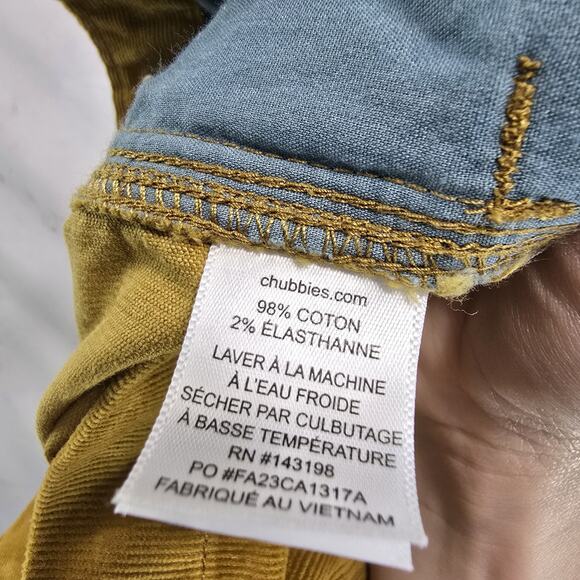 chubbies.com
98% COTON
2% ÉLASTHANNE
LAVER À LA MACHINE
À L'EAU FROIDE
SÉCHER PAR CULBUTAGE
À BASSE TEMPÉRATURE
RN #143198
PO #FA23CA1317A
FABRIQUÉ AU VIETNAM